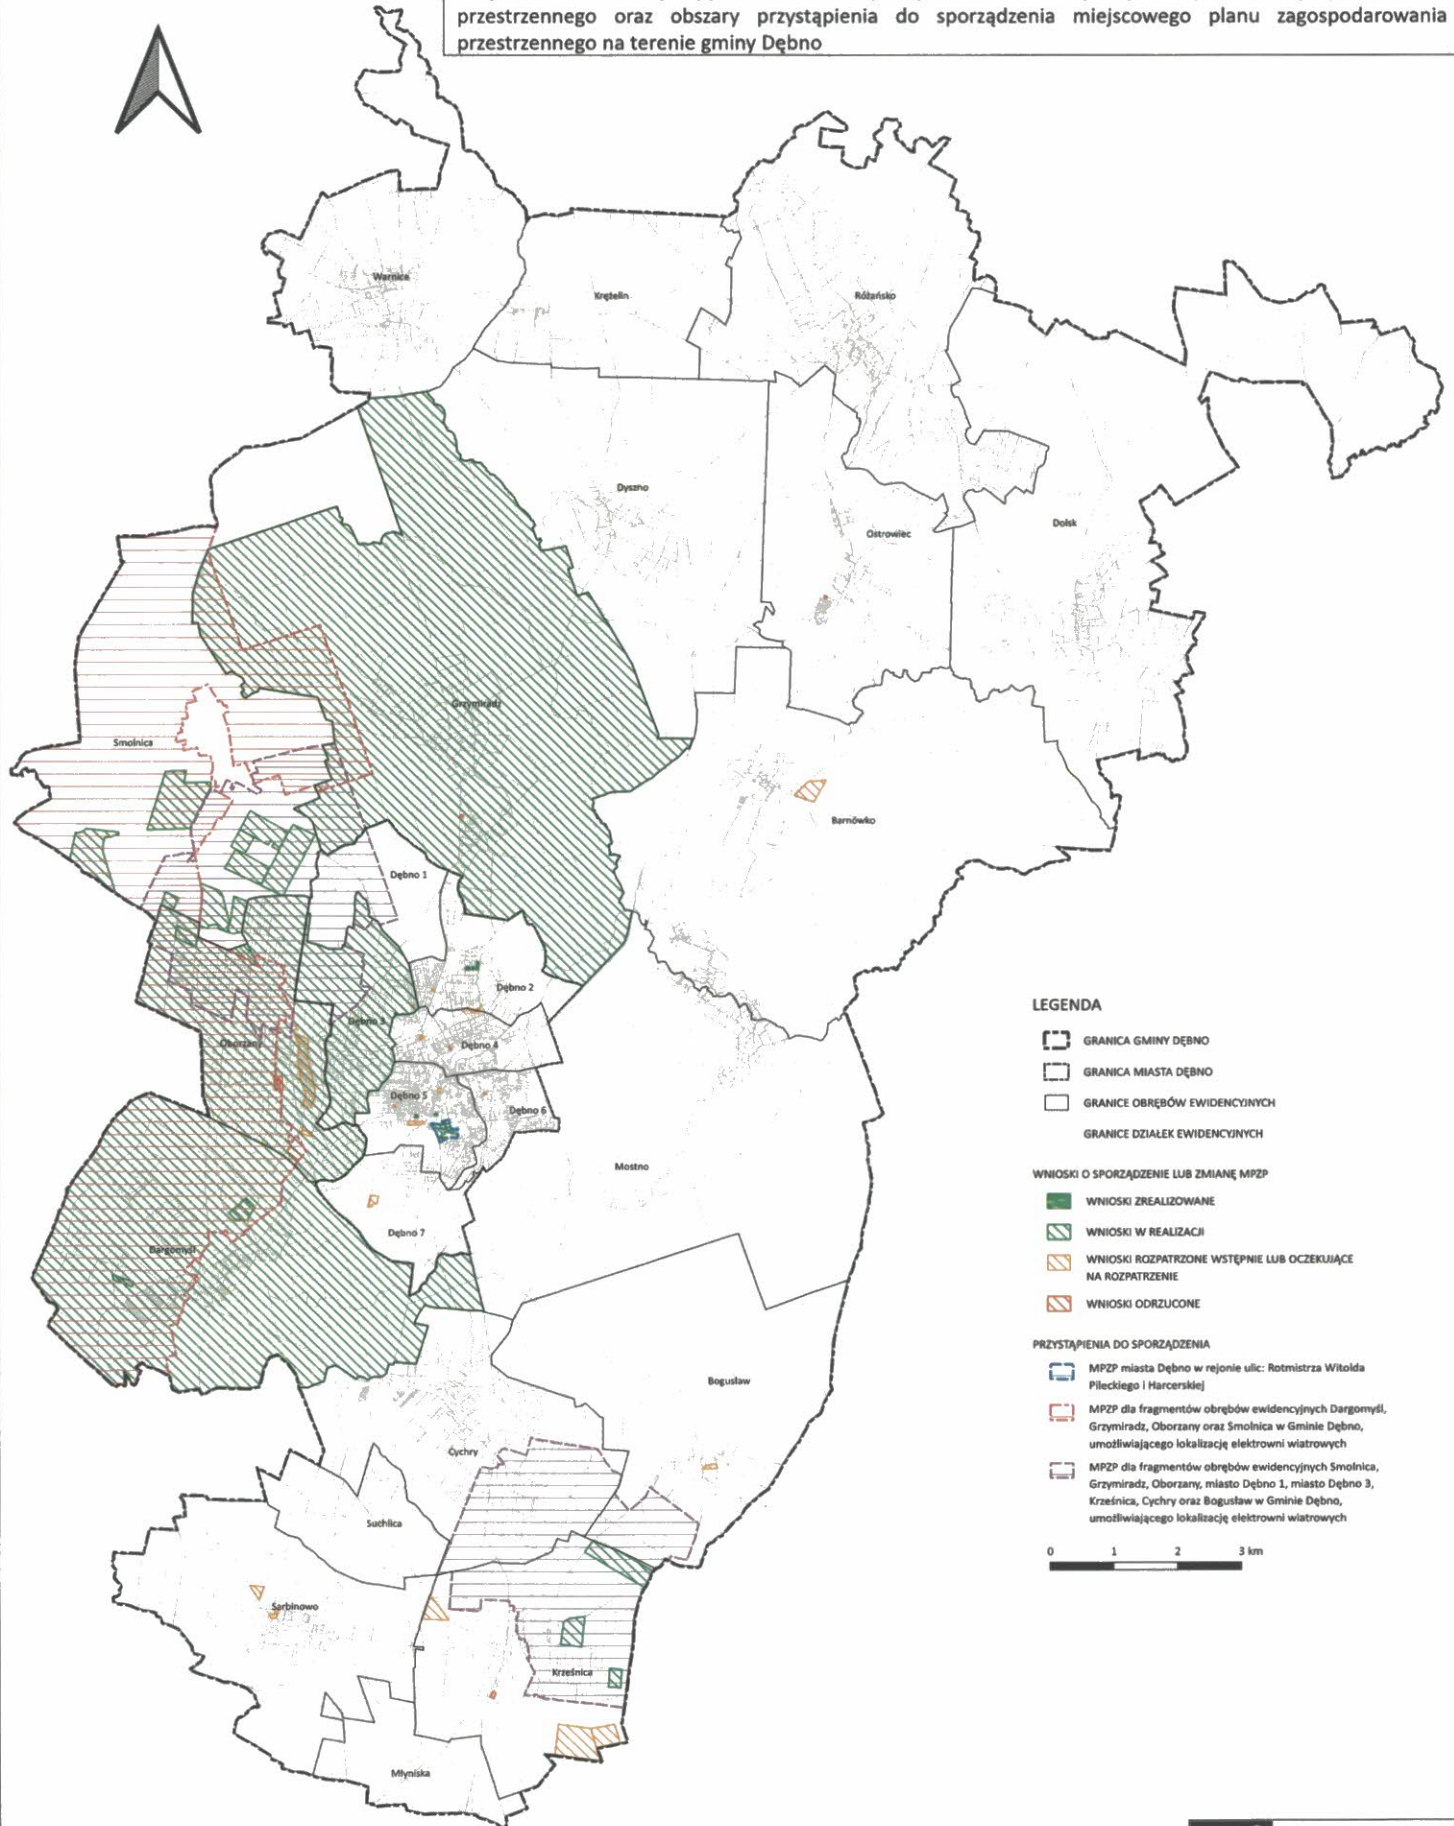 przestrzennego oraz obszary przystąpienia do sporządzenia miejscowego planu zagospodarowania
przestrzennego na terenie gminy Dębno
Warnice
Krężelin
Różańsko
Dyszno
Ostrowiec
Dolsk
Grzymiradz
Smolnica
Barnówko
Dębno 1
Dębno 2
Dębno 3
Oborzany
Dębno 4
Dębno 5
Dębno 6
Mostno
Dębno 7
Dargomyśl
Bogusław
Cychry
Suchlica
Sarbinowo
Krześnica
Młyniska
LEGENDA
GRANICA GMINY DĘBNO
GRANICA MIASTA DĘBNO
GRANICE OBRĘBÓW EWIDENCYJNYCH
GRANICE DZIAŁEK EWIDENCYJNYCH
WNIOSKI O SPORZĄDZENIE LUB ZMIANĘ MPZP
WNIOSKI ZREALIZOWANE
WNIOSKI W REALIZACJI
WNIOSKI ROZPATRZONE WSTĘPNIE LUB OCZEKUJĄCE
NA ROZPATRZENIE
WNIOSKI ODRZUCONE
PRZYSTĄPIENIA DO SPORZĄDZENIA
MPZP miasta Dębno w rejonie ulic: Rotmistrza Witolda
Pileckiego i Harcerskiej
MPZP dla fragmentów obrębów ewidencyjnych Dargomyśl,
Grzymiradz, Oborzany oraz Smolnica w Gminie Dębno,
umożliwiającego lokalizację elektrowni wiatrowych
MPZP dla fragmentów obrębów ewidencyjnych Smolnica,
Grzymiradz, Oborzany, miasto Dębno 1, miasto Dębno 3,
Krześnica, Cychry oraz Bogusław w Gminie Dębno,
umożliwiającego lokalizację elektrowni wiatrowych
0 1 2 3 km